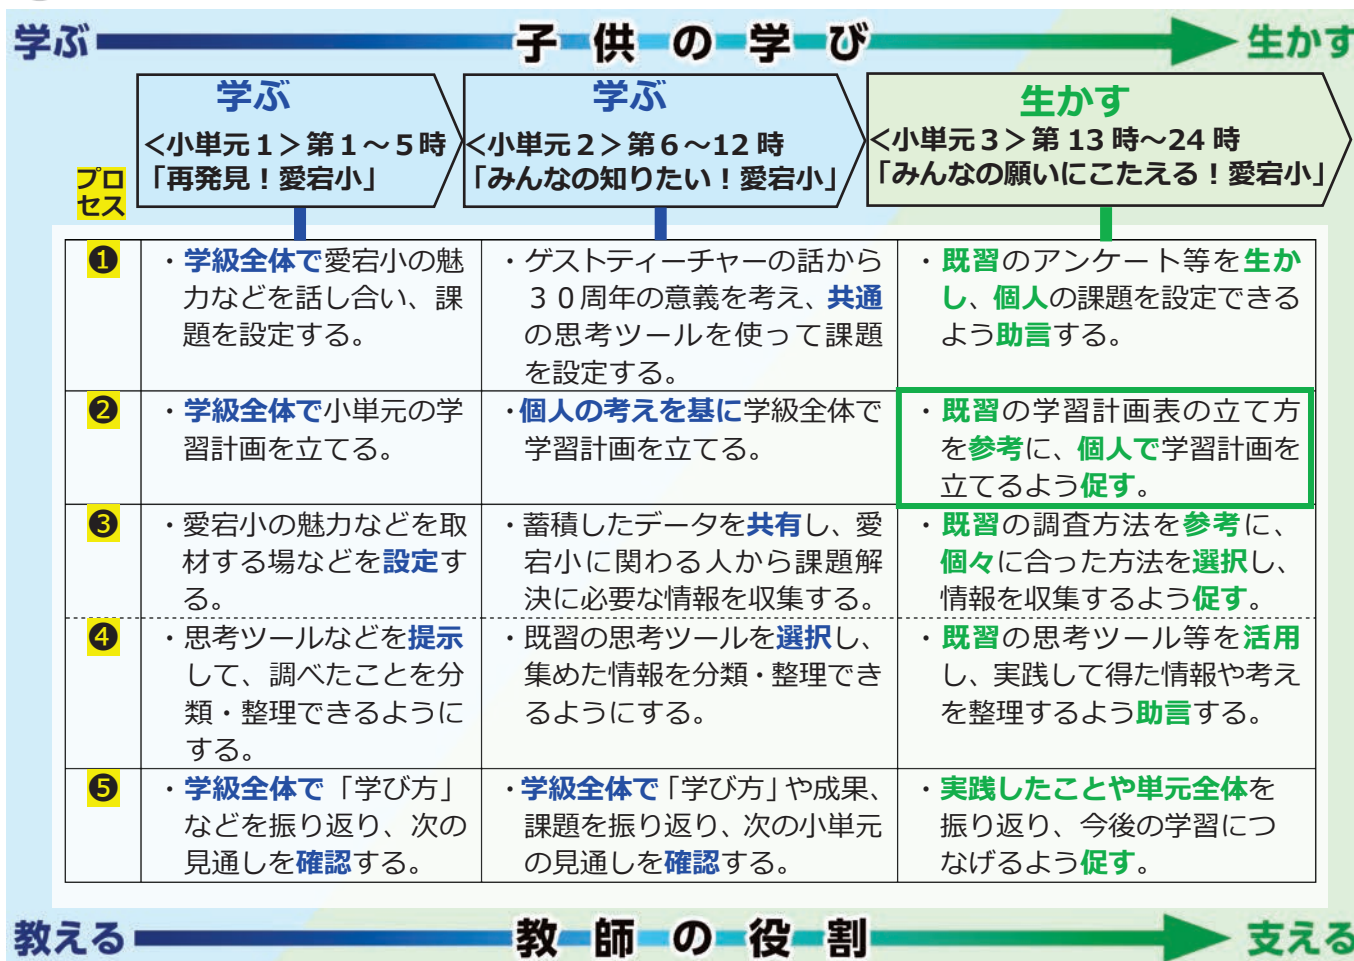 学ぶ 子供の学び 生かす
学ぶ
<小単元1>第1~5時
「再発見!愛宕小」
学ぶ
<小単元2>第6~12時
「みんなの知りたい!愛宕小」
生かす
<小単元3>第13時~24時
「みんなの願いにこたえる!愛宕小」
プロ
セス
❶
・学級全体で愛宕小の魅
力などを話し合い、課
題を設定する。
・ゲストティーチャーの話から
30周年の意義を考え、共通
の思考ツールを使って課題
を設定する。
・既習のアンケート等を生か
し、個人の課題を設定できる
よう助言する。
❷
・学級全体で小単元の学
習計画を立てる。
・個人の考えを基に学級全体で
学習計画を立てる。
・既習の学習計画表の立て方
を参考に、個人で学習計画を
立てるよう促す。
❸
・愛宕小の魅力などを取
材する場などを設定す
る。
・蓄積したデータを共有し、愛
宕小に関わる人から課題解
決に必要な情報を収集する。
・既習の調査方法を参考に、
個々に合った方法を選択し、
情報を収集するよう促す。
❹
・思考ツールなどを提示
して、調べたことを分
類・整理できるように
する。
・既習の思考ツールを選択し、
集めた情報を分類・整理でき
るようにする。
・既習の思考ツール等を活用
し、実践して得た情報や考え
を整理するよう助言する。
❺
・学級全体で「学び方」
などを振り返り、次の
見通しを確認する。
・学級全体で「学び方」や成果、
課題を振り返り、次の小単元
の見通しを確認する。
・実践したことや単元全体を
振り返り、今後の学習につ
なげるよう促す。
教える 教師の役割 支える